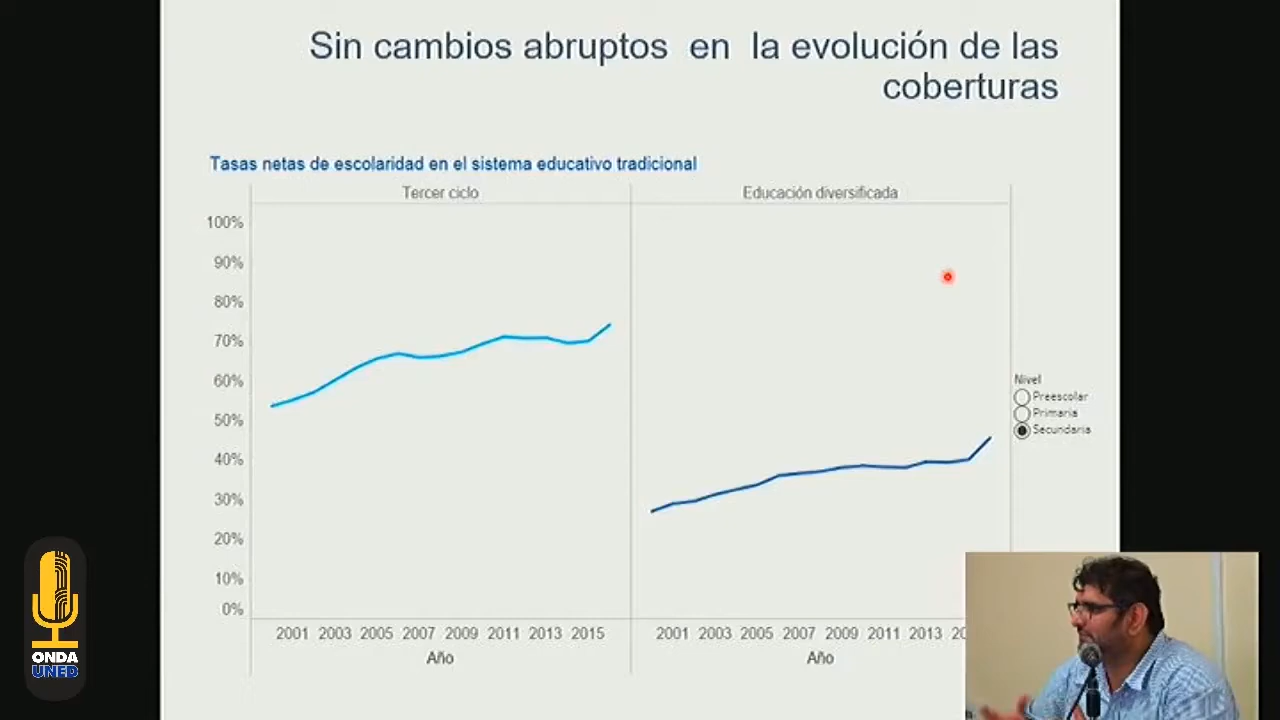 Sin cambios abruptos en la evolución de las
coberturas
Tasas netas de escolaridad en el sistema educativo tradicional
Tercer ciclo
Educación diversificada
100%
90%
80%
70%
60%
50%
40%
30%
20%
10%
0%
2001 2003 2005 2007 2009 2011 2013 2015
Año
2001 2003 2005 2007 2009 2011 2013
Año
Nivel
Preescolar
Primaria
Secundaria
ONDA
UNED